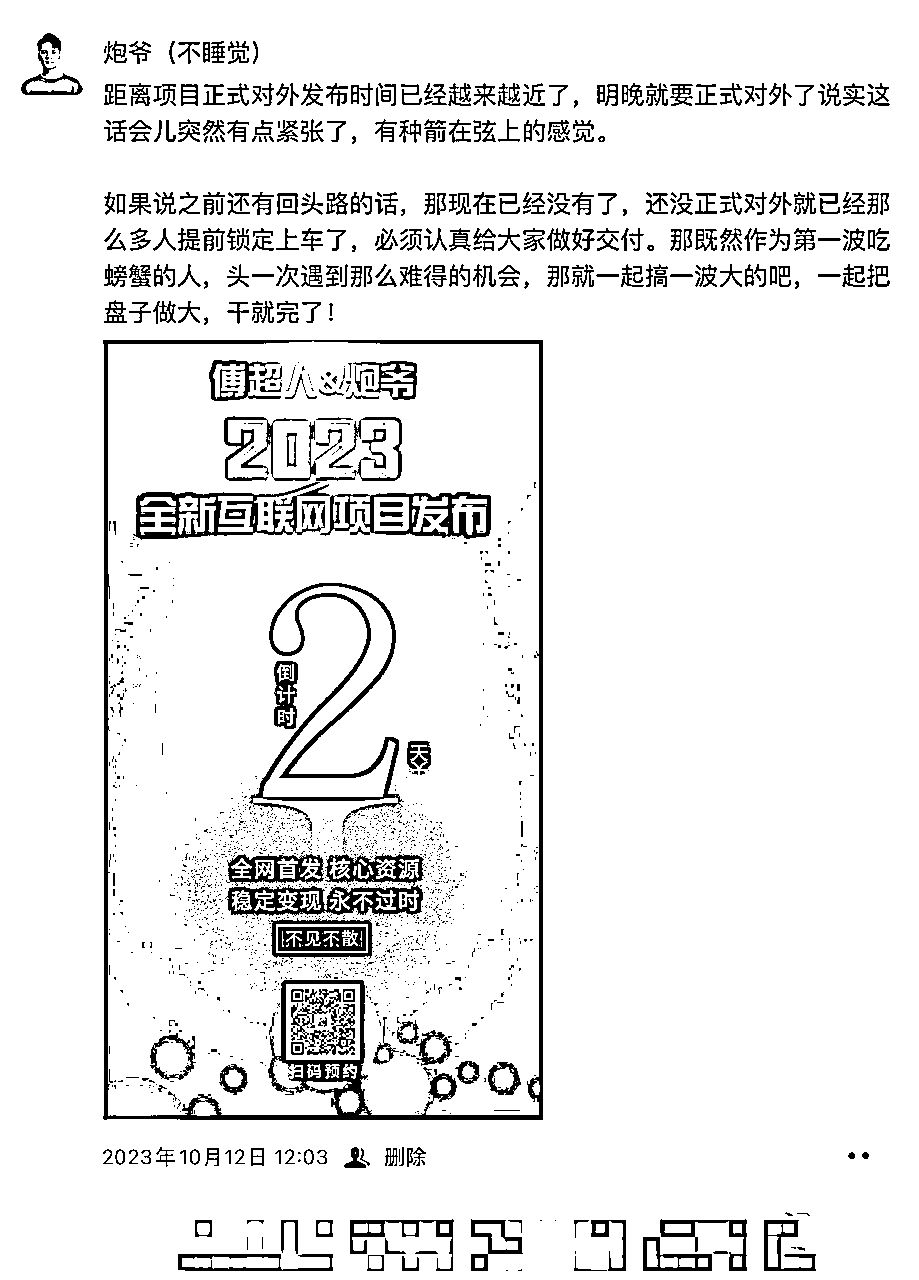 炮爷（不睡觉）
距离项目正式对外发布时间已经越来越近了，明晚就要正式对外了说实这
话会儿突然有点紧张了，有种箭在弦上的感觉。
如果说之前还有回头路的话，那现在已经没有了，还没正式对外就已经那
么多人提前锁定上车了，必须认真给大家做好交付。那既然作为第一波吃
螃蟹的人，头一次遇到那么难得的机会，那就一起搞一波大的吧，一起把
盘子做大，干就完了！
傅超人&炮爷
2023
全新互联网项目发布
倒计时
2
天
全网首发 核心资源
稳定变现 永不过时
不见不散
扫码预约
2023年10月12日 12:03 删除